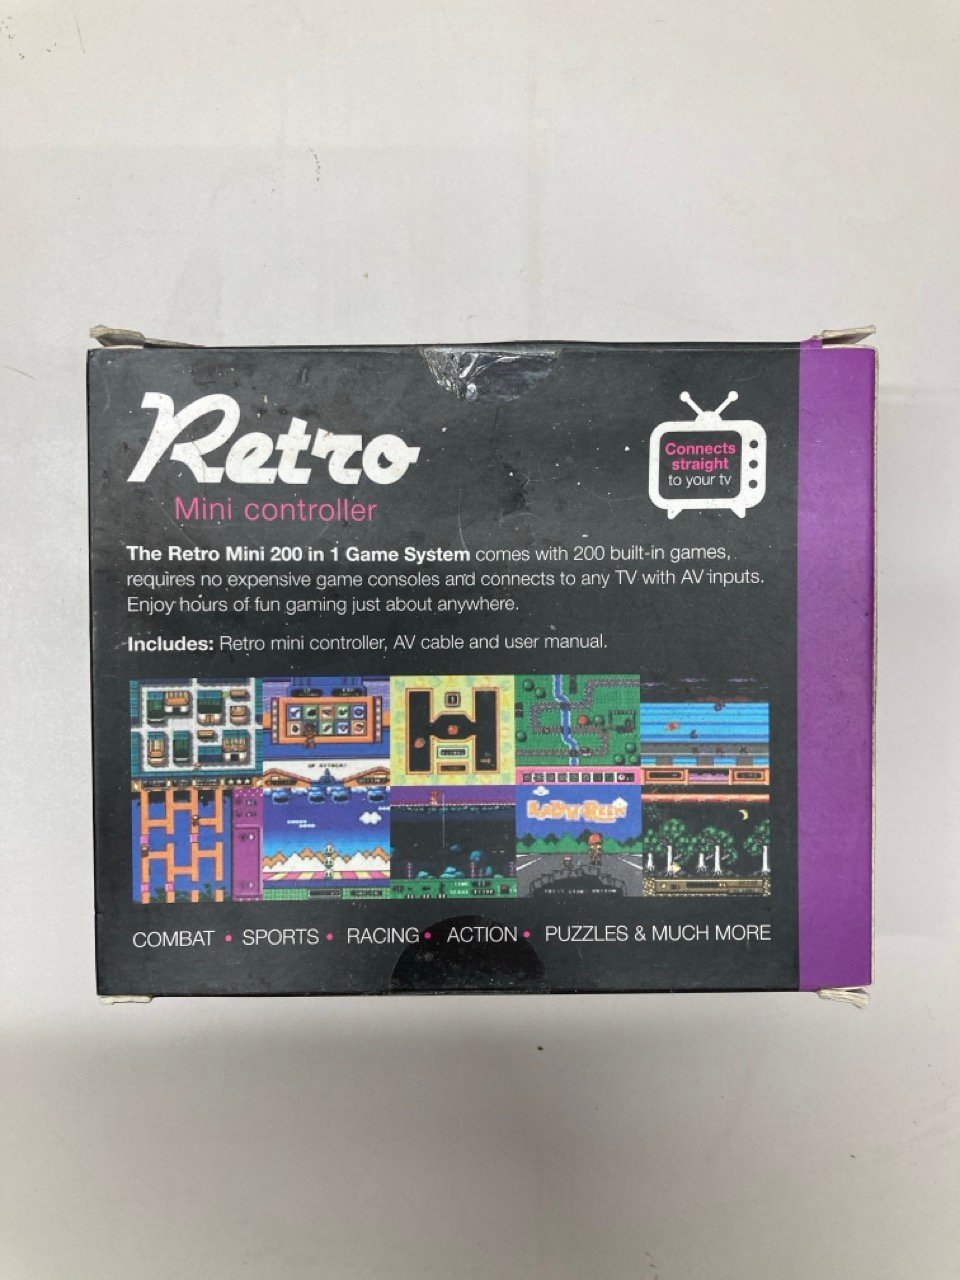 Retro
Mini controller
Connects
straight
to your tv
The Retro Mini 200 in 1 Game System comes with 200 built-in games,
requires no expensive game consoles and connects to any TV with AV inputs.
Enjoy hours of fun gaming just about anywhere.
Includes: Retro mini controller, AV cable and user manual.
COMBAT • SPORTS • RACING • ACTION • PUZZLES & MUCH MORE